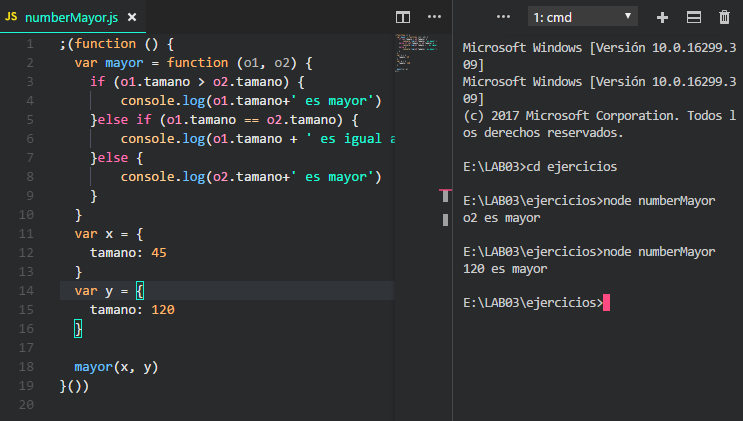 JS numberMayor.js ×
1 ;(function () {
2 var mayor = function (o1, o2) {
3 if (o1.tamano > o2.tamano) {
4 console.log(o1.tamano+' es mayor')
5 }else if (o1.tamano == o2.tamano) {
6 console.log(o1.tamano + ' es igual a
7 }else {
8 console.log(o2.tamano+' es mayor')
9 }
10 }
11 var x = {
12 tamano: 45
13 }
14 var y = {
15 tamano: 120
16 }
17
18 mayor(x, y)
19 }())
20
1: cmd
Microsoft Windows [Versión 10.0.16299.3
09]
Microsoft Windows [Versión 10.0.16299.3
09]
(c) 2017 Microsoft Corporation. Todos l
os derechos reservados.
E:\LAB03>cd ejercicios
E:\LAB03\ejercicios>node numberMayor
o2 es mayor
E:\LAB03\ejercicios>node numberMayor
120 es mayor
E:\LAB03\ejercicios>